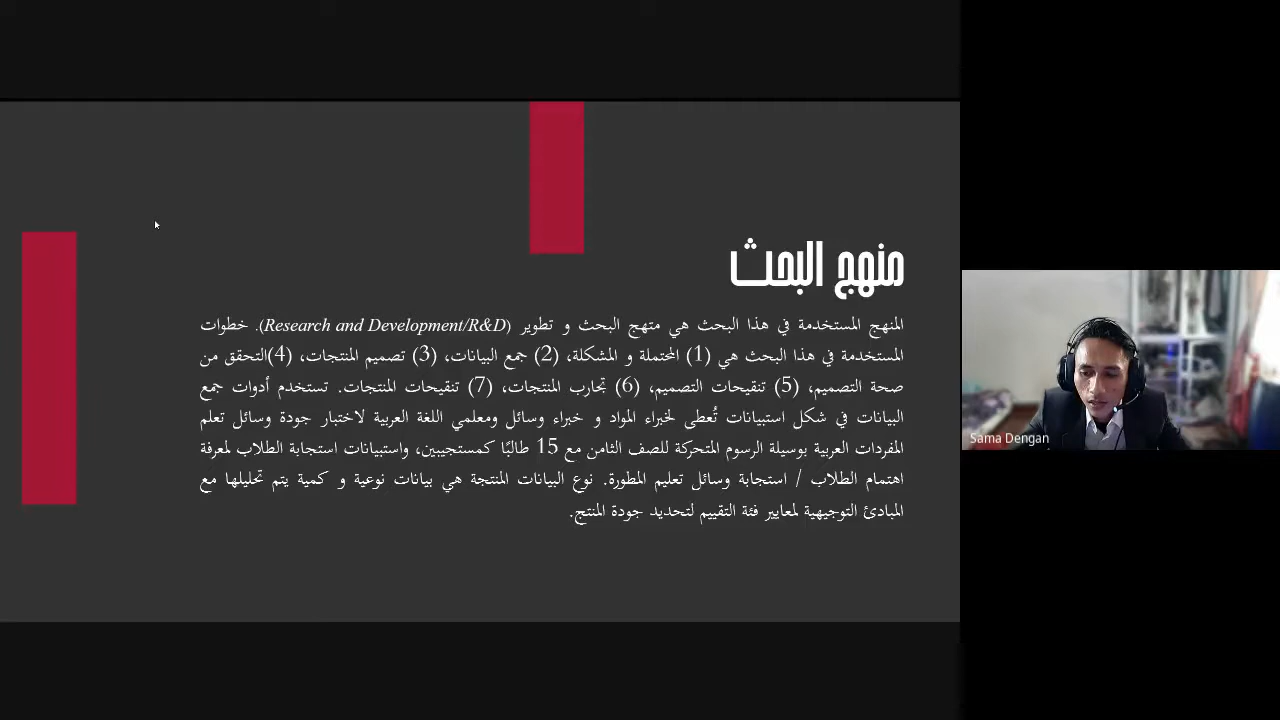 منهج البحث
المنهج المستخدمة في هذا البحث هي منهج البحث و تطوير (Research and Development/R&D). خطوات
المستخدمة في هذا البحث هي (1) المحتملة و المشكلة، (2) جمع البيانات، (3) تصميم المنتجات، (4)التحقق من
صحة التصميم، (5) تنقيحات التصميم، (6) تجارب المنتجات، (7) تنقيحات المنتجات. تستخدم أدوات جمع
البيانات في شكل استبيانات تُعطى لخبراء المواد و خبراء وسائل ومعلمي اللغة العربية لاختبار جودة وسائل تعلم
المفردات العربية بوسيلة الرسوم المتحركة للصف الثامن مع 15 طالبًا كمستجيبين، واستبيانات استجابة الطلاب لمعرفة
اهتمام الطلاب / استجابة وسائل تعليم المطورة. نوع البيانات المنتجة هي بيانات نوعية و كمية يتم تحليلها مع
المبادئ التوجيهية لمعايير فئة التقييم لتحديد جودة المنتج.
Sama Dengan